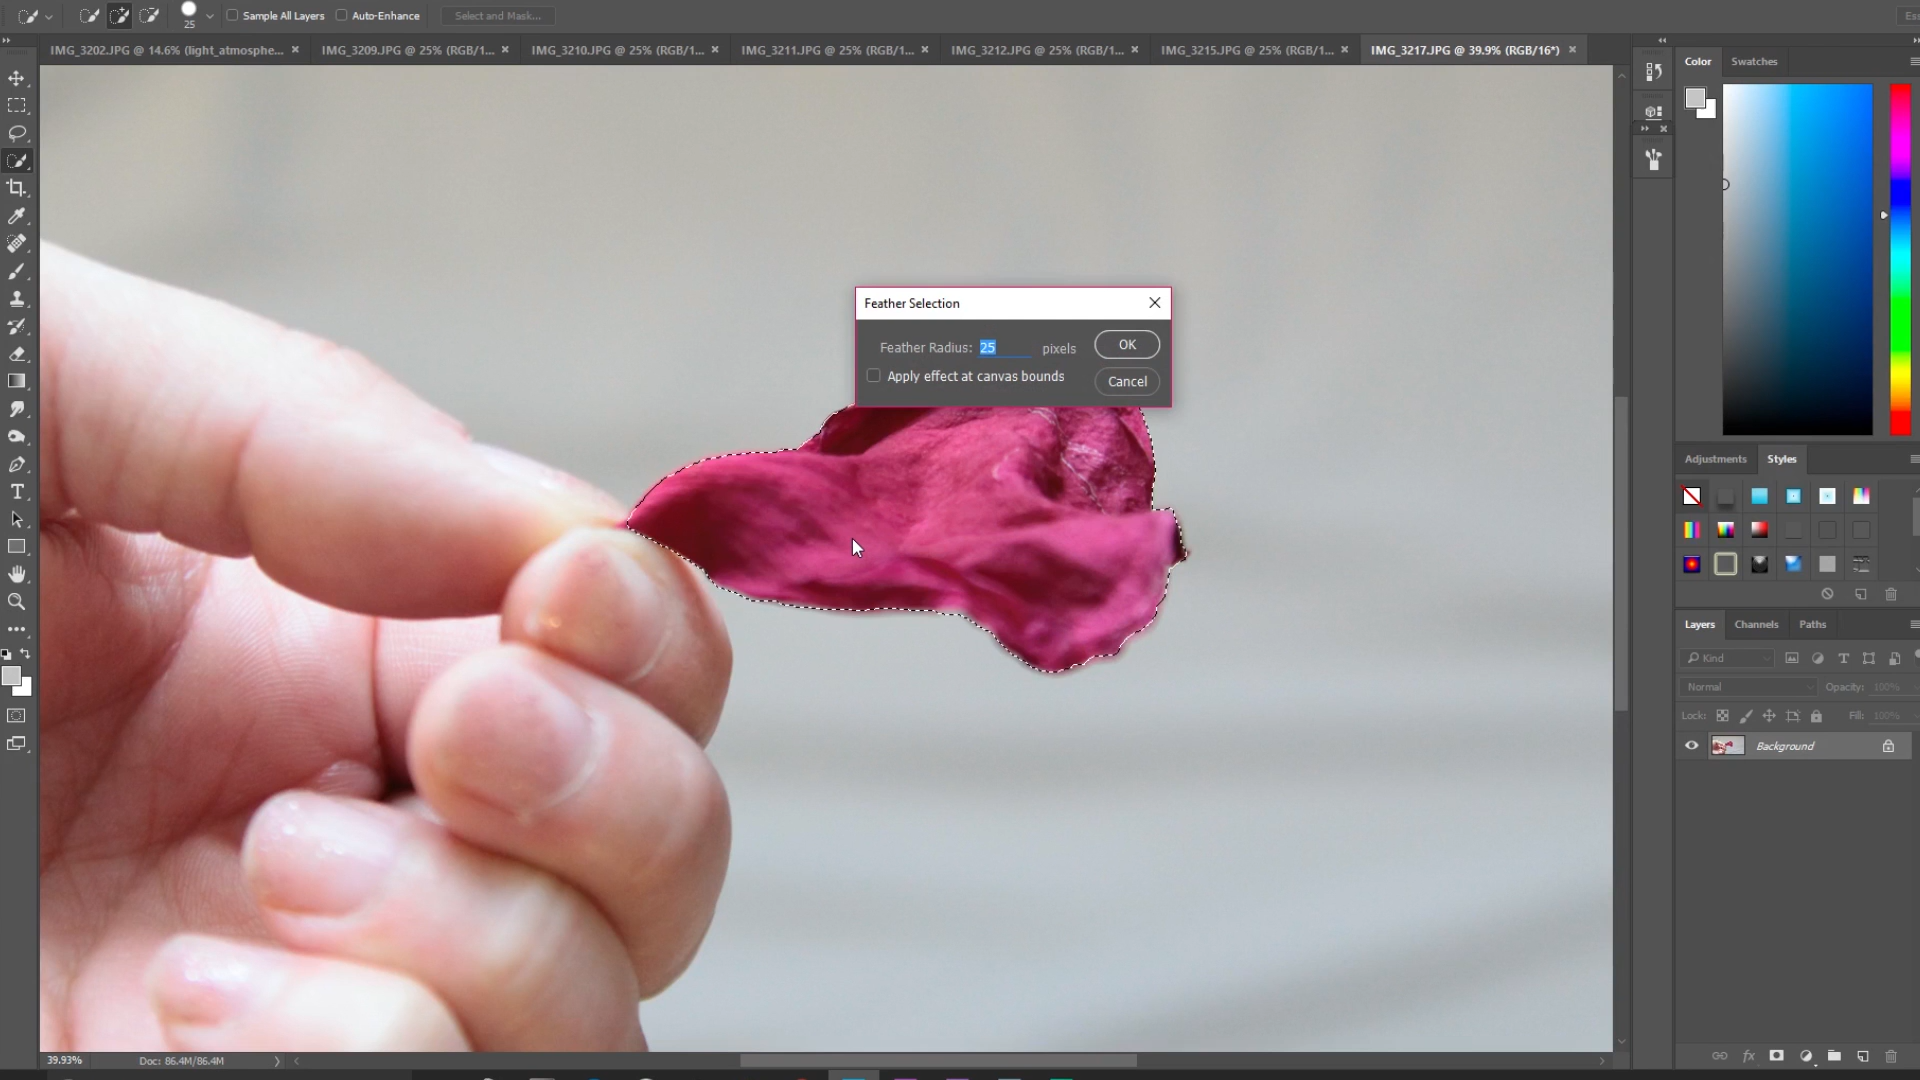 25
Sample All Layers
Auto-Enhance
Select and Mask...
Ess
IMG_3202.JPG @ 14.6% (light_atmosphe... ×
IMG_3209.JPG @ 25% (RGB/1... ×
IMG_3210.JPG @ 25% (RGB/1... ×
IMG_3211.JPG @ 25% (RGB/1... ×
IMG_3212.JPG @ 25% (RGB/1... ×
IMG_3215.JPG @ 25% (RGB/1... ×
IMG_3217.JPG @ 39.9% (RGB/16*) ×
Color
Swatches
Feather Selection
Feather Radius: 25 pixels
OK
Apply effect at canvas bounds
Cancel
Adjustments
Styles
Layers
Channels
Paths
Kind
Normal
Opacity: 100%
Lock:
Fill: 100%
Background
39.93%
Doc: 86.4M/86.4M